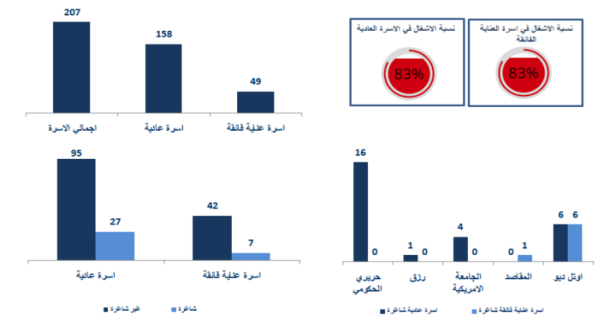 207
158
49
اجمالي الاسرة
اسرة عادية
اسرة عناية فائقة
نسبة الاشغال في الاسرة العادية
83%
نسبة الاشغال في اسرة العناية
الفائقة
83%
95
27
42
7
اسرة عادية
اسرة عناية فائقة
غير شاغرة
شاغرة
16
0
1
0
4
0
0
1
6
6
حريري
الحكومي
رزق
الجامعة
الامريكية
المقاصد
اوتل ديو
اسرة عادية شاغرة
اسرة عناية فائقة شاغرة